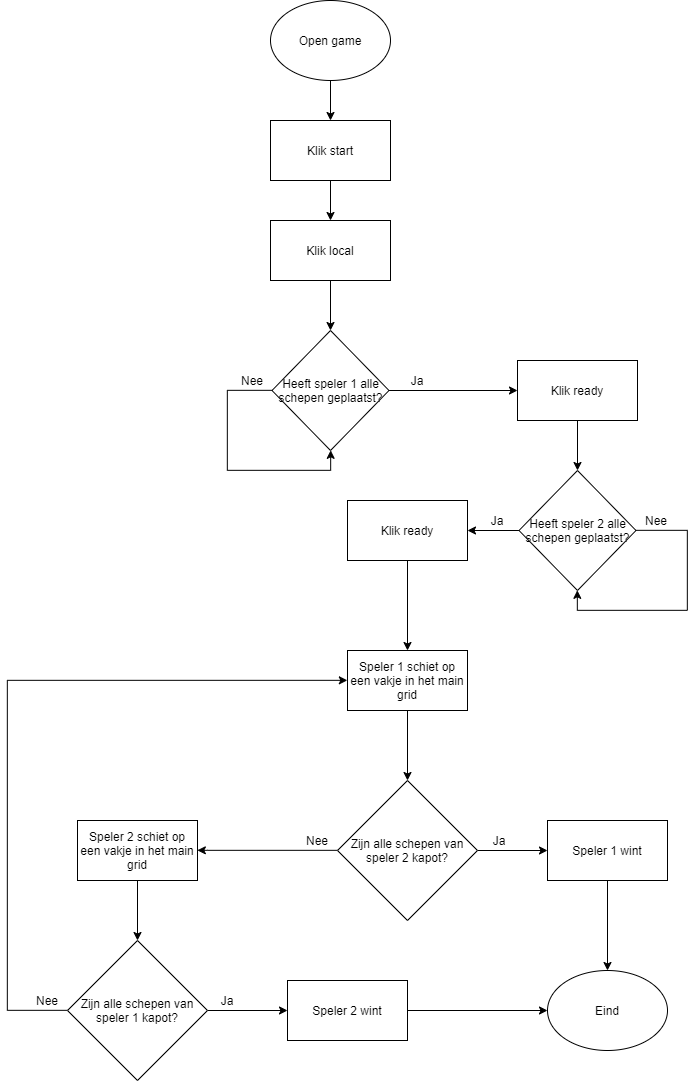 Open game
Klik start
Klik local
Nee
Heeft speler 1 alle
schepen geplaatst?
Ja
Klik ready
Klik ready
Ja
Heeft speler 2 alle
schepen geplaatst?
Nee
Speler 1 schiet op
een vakje in het main
grid
Speler 2 schiet op
een vakje in het main
grid
Nee
Zijn alle schepen van
speler 2 kapot?
Ja
Speler 1 wint
Nee
Zijn alle schepen van
speler 1 kapot?
Ja
Speler 2 wint
Eind